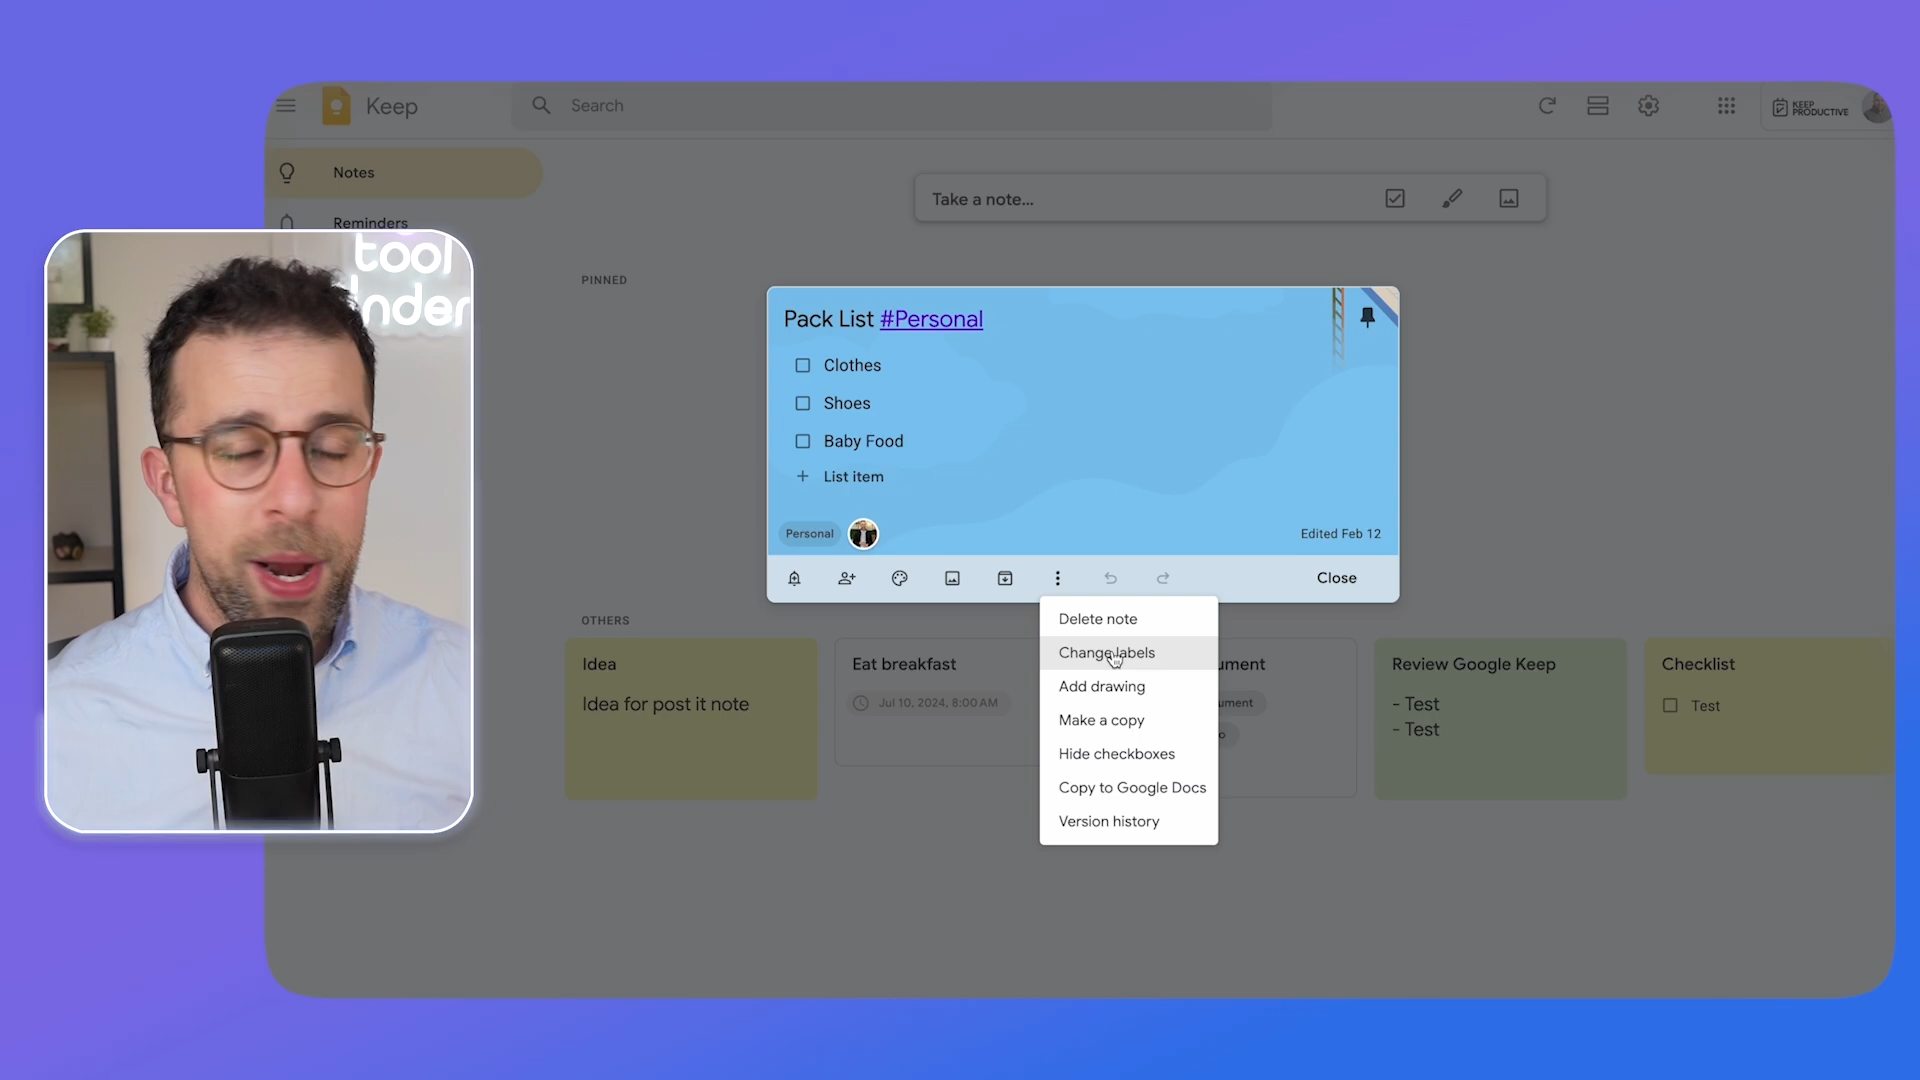 Keep
Search
KEEP
PRODUCTIVE
Notes
Reminders
Take a note...
tool
finder
PINNED
Pack List #Personal
Clothes
Shoes
Baby Food
+ List item
Personal
Edited Feb 12
Close
Delete note
Change labels
Add drawing
Make a copy
Hide checkboxes
Copy to Google Docs
Version history
OTHERS
Idea
Idea for post it note
Eat breakfast
Jul 10, 2024, 8:00 AM
ument
ument
o
Review Google Keep
- Test
- Test
Checklist
Test